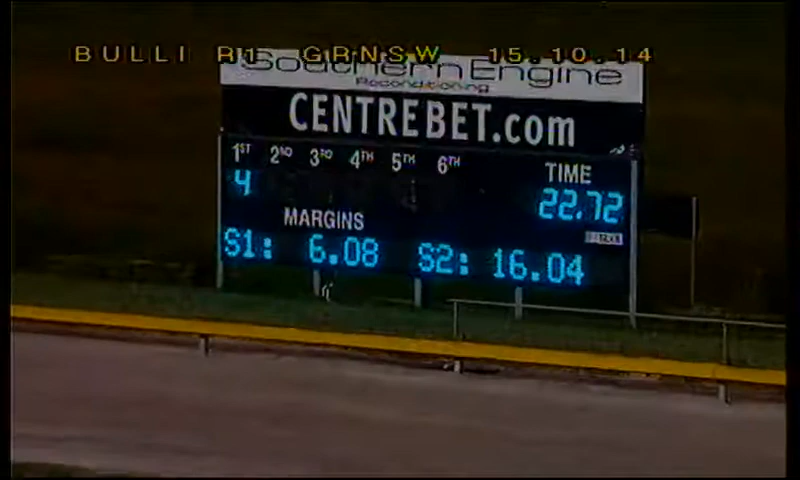 BULLI R1 GRNSW 15.10.14
Southern Engine
Reconditioning
CENTREBET.com
1ST 2ND 3RD 4TH 5TH 6TH TIME
4 22.72
MARGINS
S1: 6.08 S2: 16.04